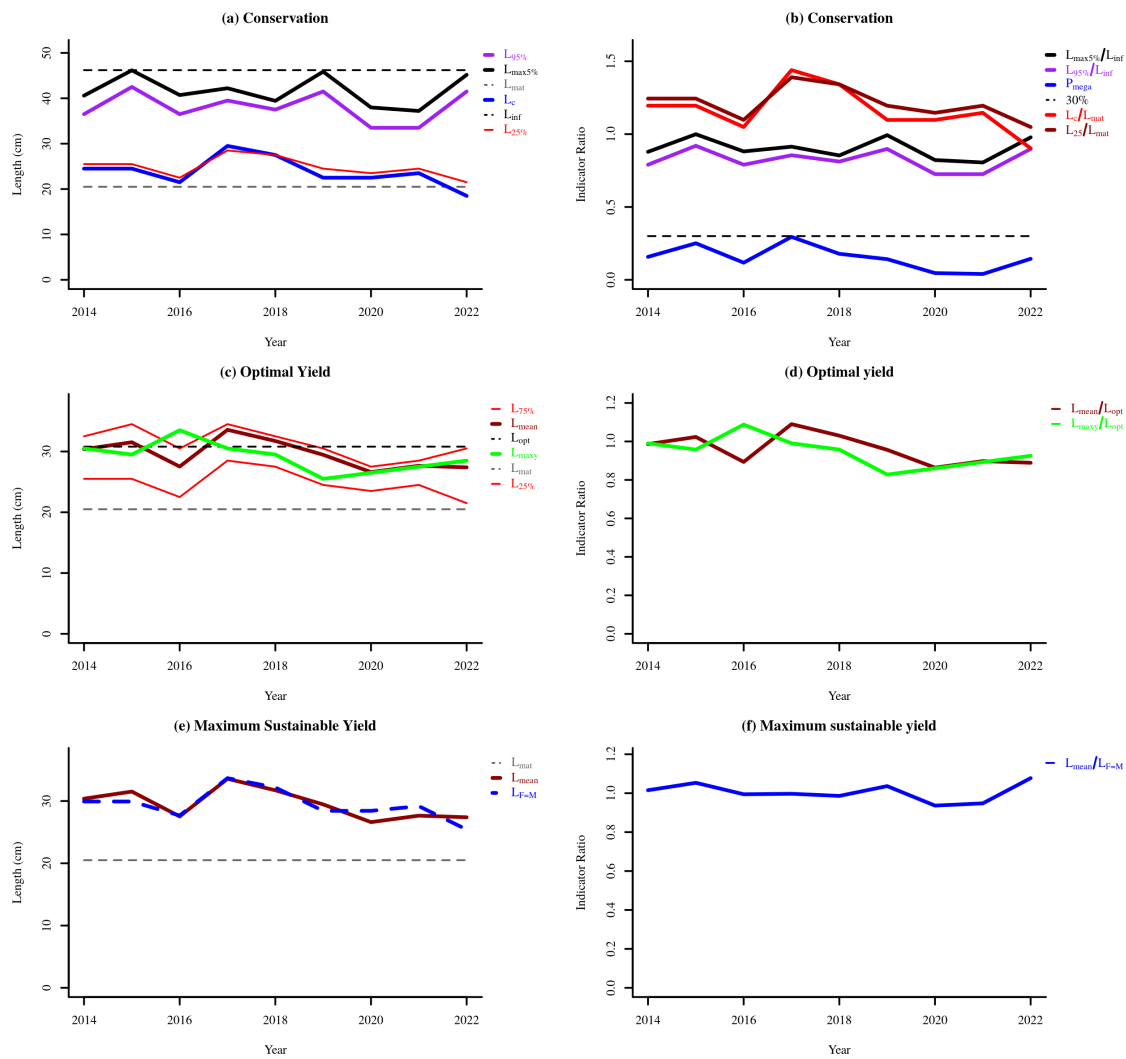 (a) Conservation
Length (cm)
50
40
30
20
10
0
2014 2016 2018 2020 2022
Year
L95%
Lmax5%
Lmat
Lc
Linf
L25%
(b) Conservation
Indicator Ratio
1.5
1.0
0.5
0.0
2014 2016 2018 2020 2022
Year
Lmax5%/Linf
L95%/Linf
Pmega
30%
Lc/Lmat
L25/Lmat
(c) Optimal Yield
Length (cm)
30
20
10
0
2014 2016 2018 2020 2022
Year
L75%
Lmean
Lopt
Lmaxy
Lmat
L25%
(d) Optimal yield
Indicator Ratio
1.2
1.0
0.8
0.6
0.4
0.2
0.0
2014 2016 2018 2020 2022
Year
Lmean/Lopt
Lmaxy/Lopt
(e) Maximum Sustainable Yield
Length (cm)
30
20
10
0
2014 2016 2018 2020 2022
Year
Lmat
Lmean
LF=M
(f) Maximum sustainable yield
Indicator Ratio
1.2
1.0
0.8
0.6
0.4
0.2
0.0
2014 2016 2018 2020 2022
Year
Lmean/LF=M